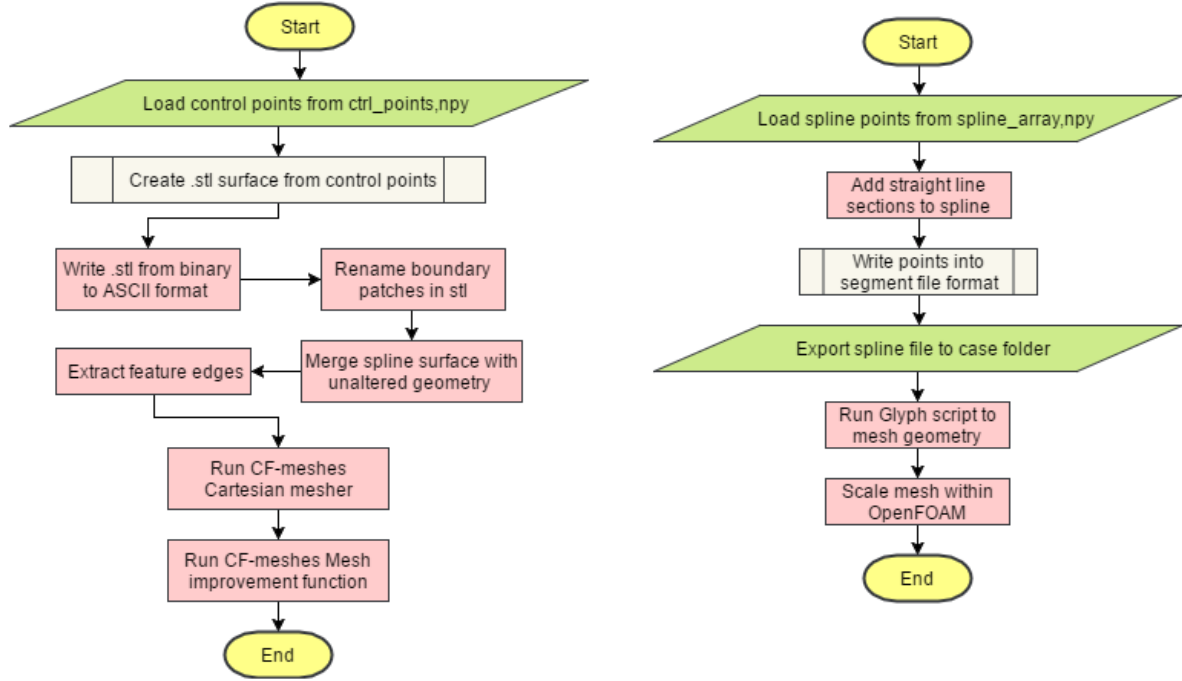 Start
Load control points from ctrl_points,npy
Create .stl surface from control points
Write .stl from binary
to ASCII format
Rename boundary
patches in stl
Merge spline surface with
unaltered geometry
Extract feature edges
Run CF-meshes
Cartesian mesher
Run CF-meshes Mesh
improvement function
End
Start
Load spline points from spline_array,npy
Add straight line
sections to spline
Write points into
segment file format
Export spline file to case folder
Run Glyph script to
mesh geometry
Scale mesh within
OpenFOAM
End